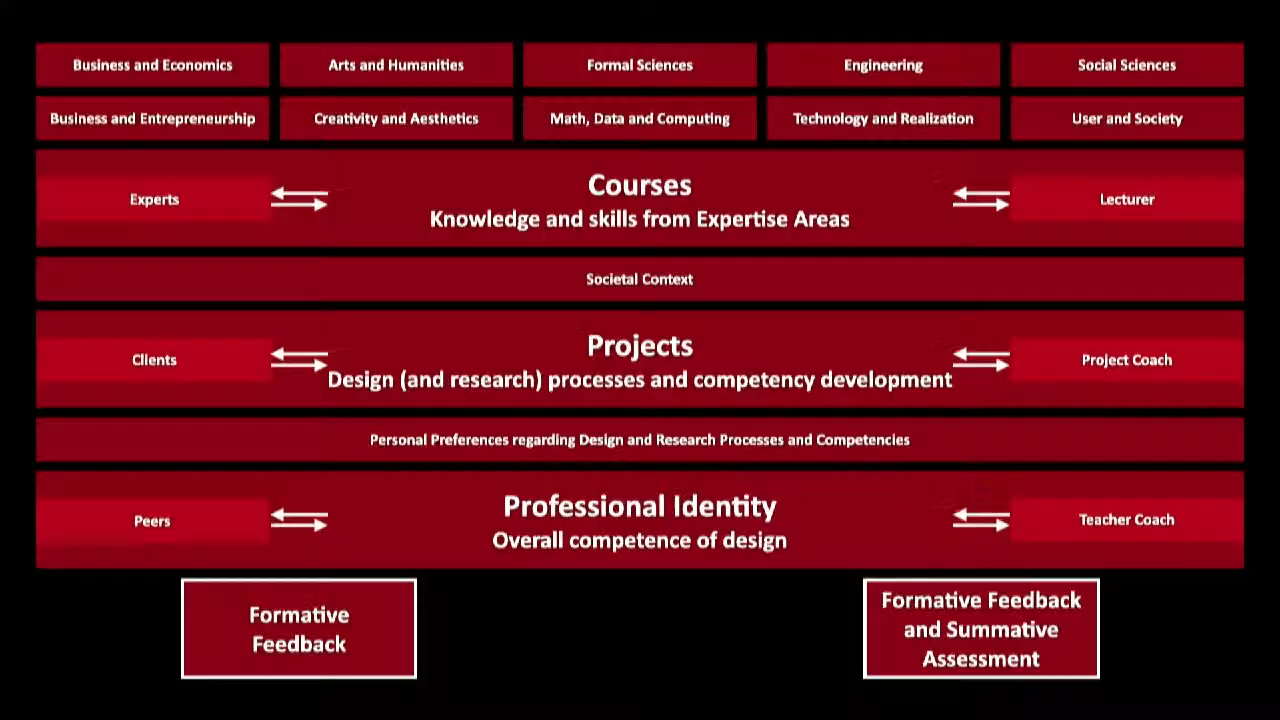 Business and Economics
Arts and Humanities
Formal Sciences
Engineering
Social Sciences
Business and Entrepreneurship
Creativity and Aesthetics
Math, Data and Computing
Technology and Realization
User and Society
Courses
Experts
Lecturer
Knowledge and skills from Expertise Areas
Societal Context
Projects
Clients
Project Coach
Design (and research) processes and competency development
Personal Preferences regarding Design and Research Processes and Competencies
Professional Identity
Peers
Teacher Coach
Overall competence of design
Formative
Feedback
Formative Feedback
and Summative
Assessment